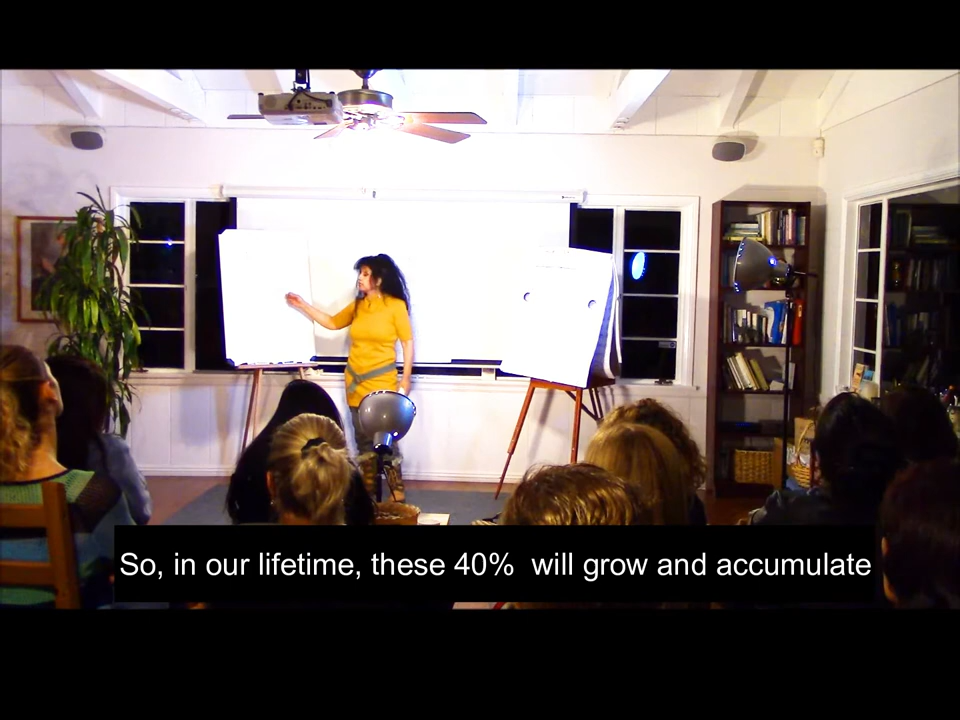 So, in our lifetime, these 40%  will grow and accumulate